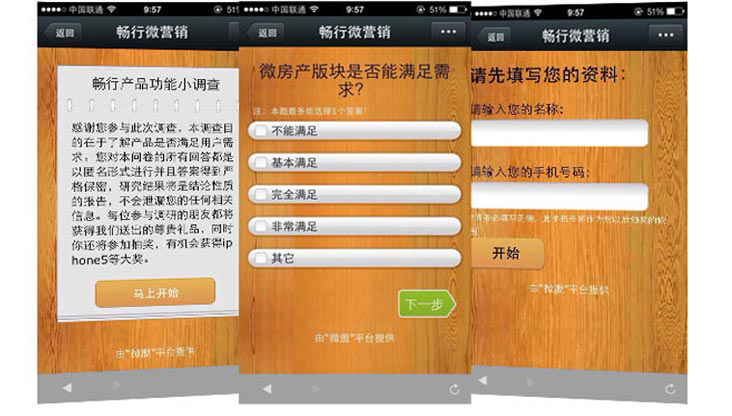 中国联通 9:57
返回 畅行微营销
畅行产品功能小调查
感谢您参与此次调查，本调查目
的在于了解产品是否满足用户需
求，您对本问卷的所有回答都是
以匿名形式进行并且答案得到严
格保密，研究结果将是结论性质
的报告，不会泄漏您的任何相关
信息。每位参与调研的朋友都将
获得我们送出的尊贵礼品，同时
你还将参加抽奖，有机会获得ip
hone5等大奖。
马上开始
由“微盟”平台提供
中国联通 9:57 51%
返回 畅行微营销
微房产版块是否能满足需
求?
注：本题最多能选择1个答案!
不能满足
基本满足
完全满足
非常满足
其它
下一步
由“微盟”平台提供
中国联通 9:57 51%
返回 畅行微营销
请先填写您的资料：
请输入您的名称：
请输入您的手机号码：
开始
由“微盟”平台提供